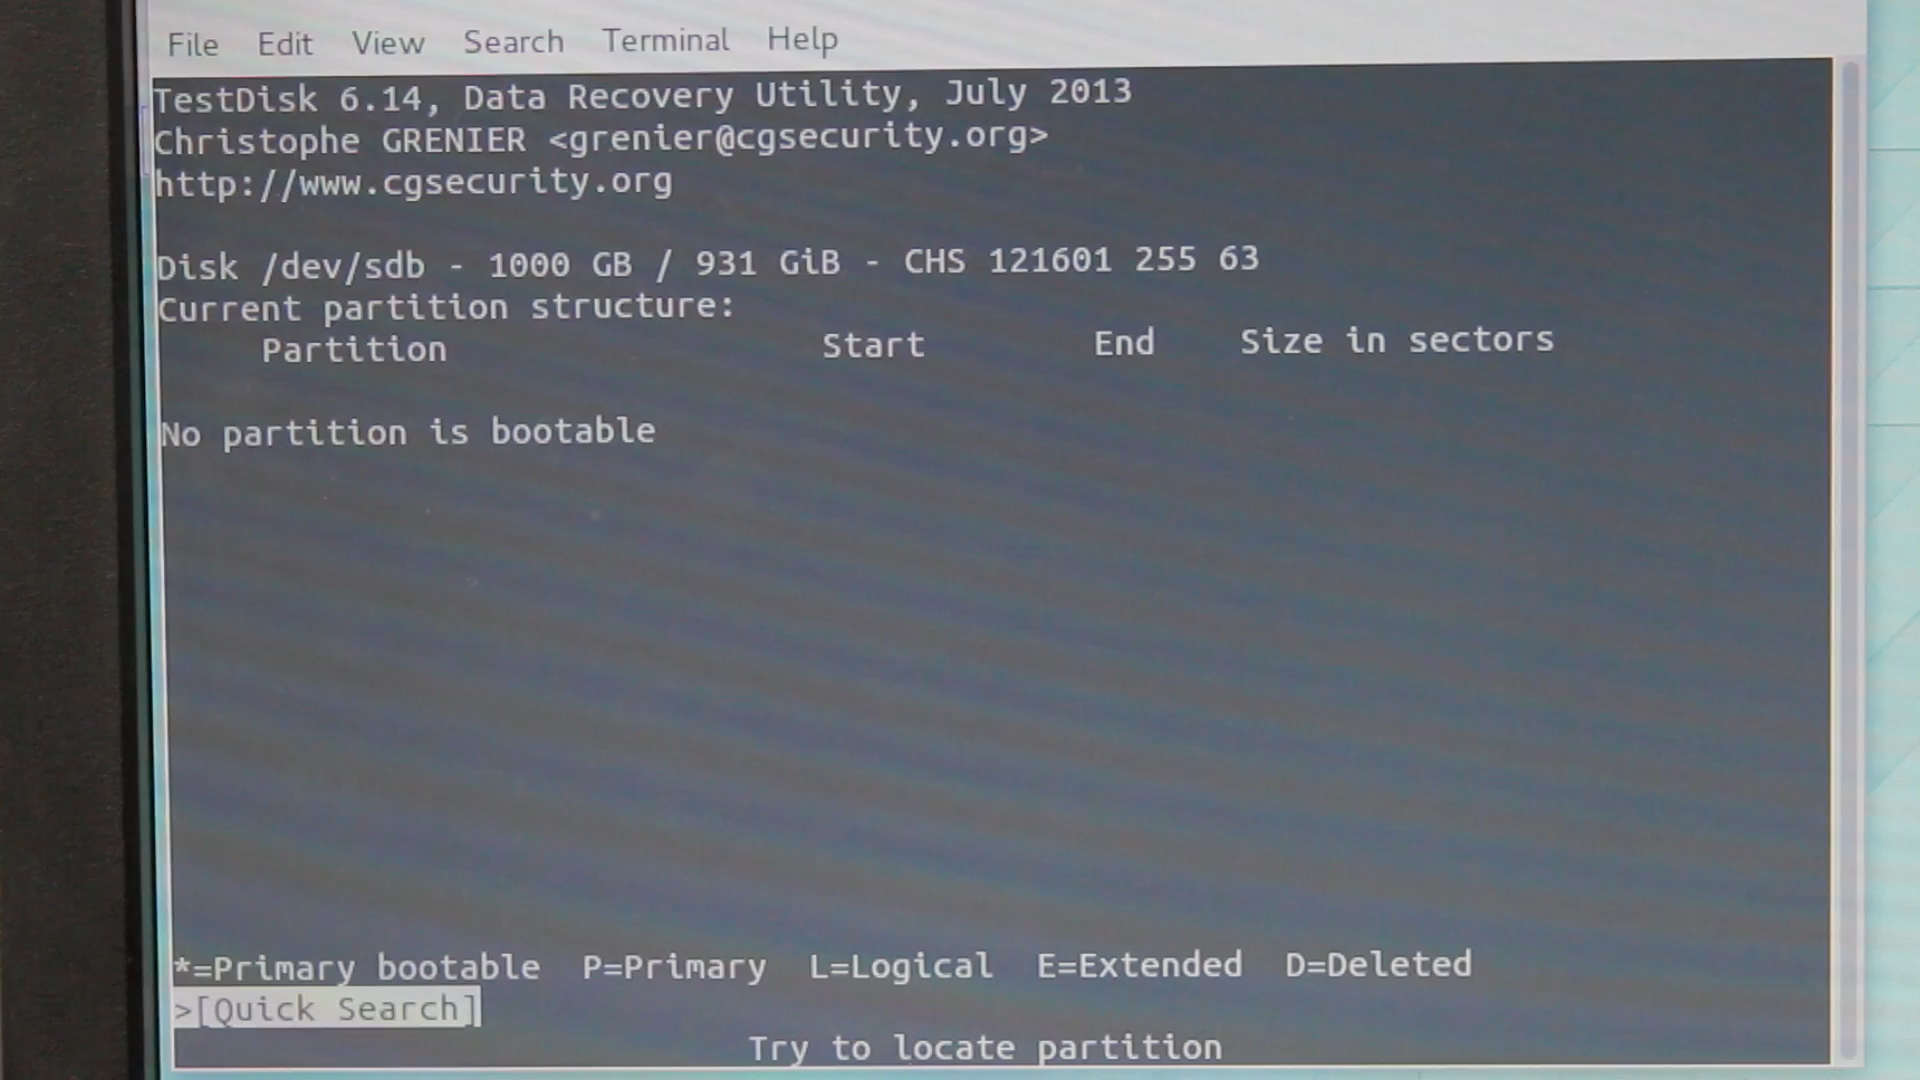 File Edit View Search Terminal Help
TestDisk 6.14, Data Recovery Utility, July 2013
Christophe GRENIER <grenier@cgsecurity.org>
http://www.cgsecurity.org
Disk /dev/sdb - 1000 GB / 931 GiB - CHS 121601 255 63
Current partition structure:
Partition Start End Size in sectors
No partition is bootable
*=Primary bootable P=Primary L=Logical E=Extended D=Deleted
>[Quick Search]
Try to locate partition